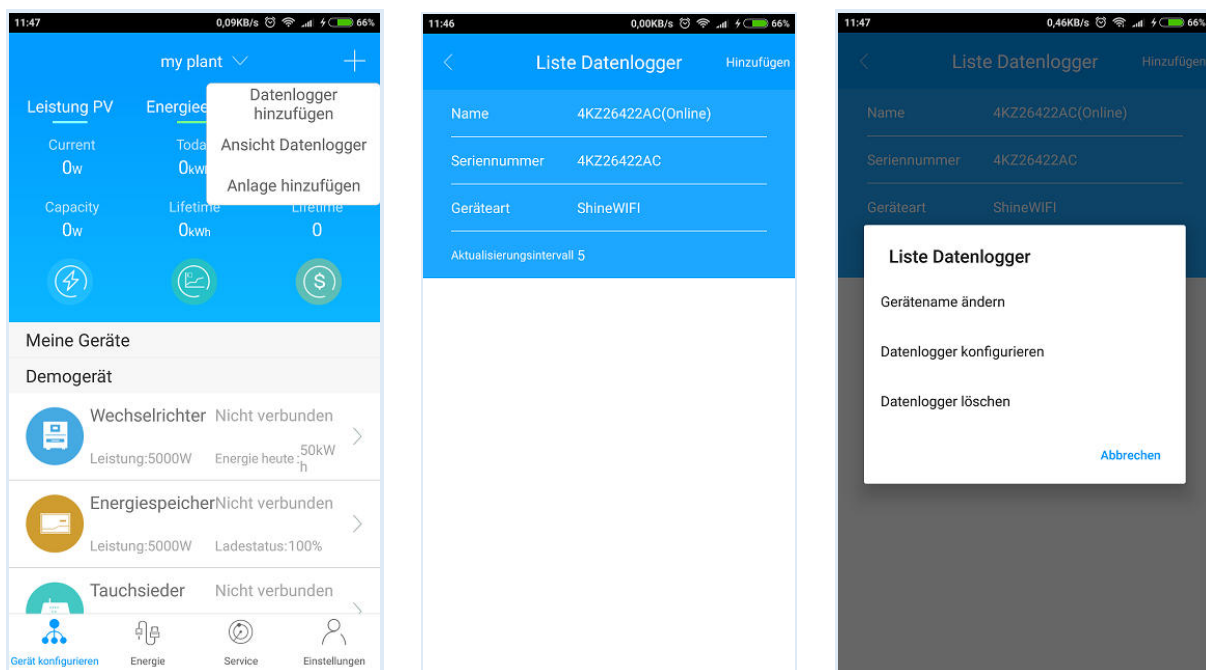 11:47 0,09KB/s 66%
my plant
Leistung PV Energiee
Datenlogger
hinzufügen
Ansicht Datenlogger
Anlage hinzufügen
Current Toda
0w 0kW
Capacity Lifetime Lifetime
0w 0kWh 0
Meine Geräte
Demogerät
Wechselrichter Nicht verbunden
Leistung:5000W Energie heute:50kW
h
EnergiespeicherNicht verbunden
Leistung:5000W Ladestatus:100%
Tauchsieder Nicht verbunden
Gerät konfigurieren Energie Service Einstellungen
11:46 0,00KB/s 66%
Liste Datenlogger Hinzufügen
Name 4KZ26422AC(Online)
Seriennummer 4KZ26422AC
Geräteart ShineWIFI
Aktualisierungsintervall 5
11:47 0,46KB/s 66%
Liste Datenlogger Hinzufügen
Name 4KZ26422AC(Online)
Seriennummer 4KZ26422AC
Geräteart ShineWIFI
Liste Datenlogger
Gerätename ändern
Datenlogger konfigurieren
Datenlogger löschen
Abbrechen